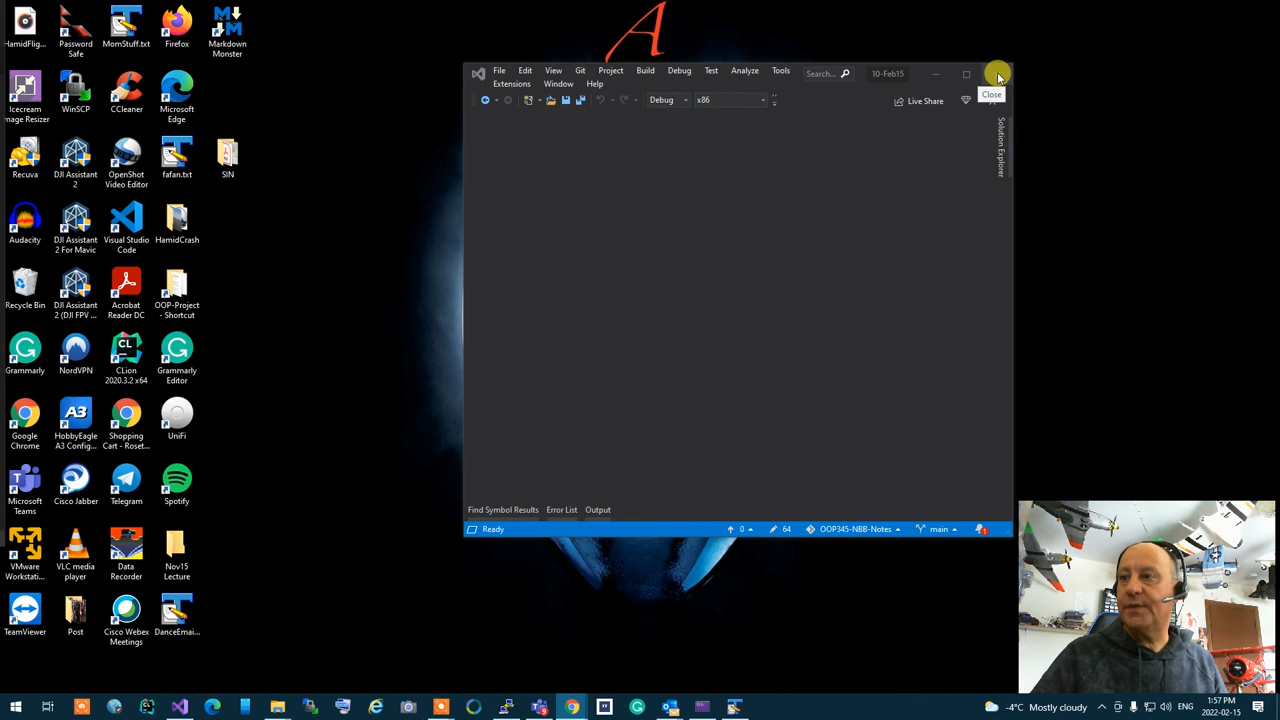 HamidFlig...
Password
Safe
MomStuff.txt
Firefox
Markdown
Monster
Icecream
Image Resizer
WinSCP
CCleaner
Microsoft
Edge
Recuva
DJI Assistant
2
OpenShot
Video Editor
fafan.txt
SIN
Audacity
DJI Assistant
2 For Mavic
Visual Studio
Code
HamidCrash
Recycle Bin
DJI Assistant
2 (DJI FPV ...
Acrobat
Reader DC
OOP-Project
- Shortcut
Grammarly
NordVPN
CLion
2020.3.2 x64
Grammarly
Editor
Google
Chrome
HobbyEagle
A3 Config...
Shopping
Cart - Roset...
UniFi
Microsoft
Teams
Cisco Jabber
Telegram
Spotify
VMware
Workstati...
VLC media
player
Data
Recorder
Nov15
Lecture
TeamViewer
Post
Cisco Webex
Meetings
DanceEmai...
A
File Edit View Git Project Build Debug Test Analyze Tools Search... 10-Feb15
Extensions Window Help
Close
Debug x86 Live Share
Solution Explorer
Find Symbol Results Error List Output
Ready 0 64 OOP345-NBB-Notes main 1
-4°C Mostly cloudy ENG 1:57 PM
2022-02-15